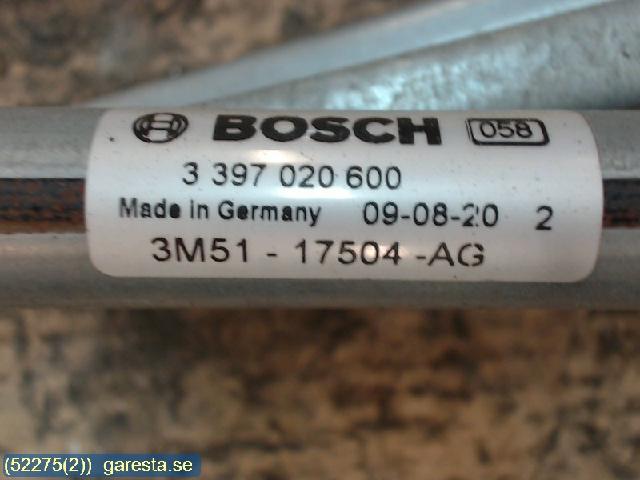 BOSCH 058
3 397 020 600
Made in Germany 09-08-20 2
3M51 - 17504 -AG
(52275(2)) garesta.se